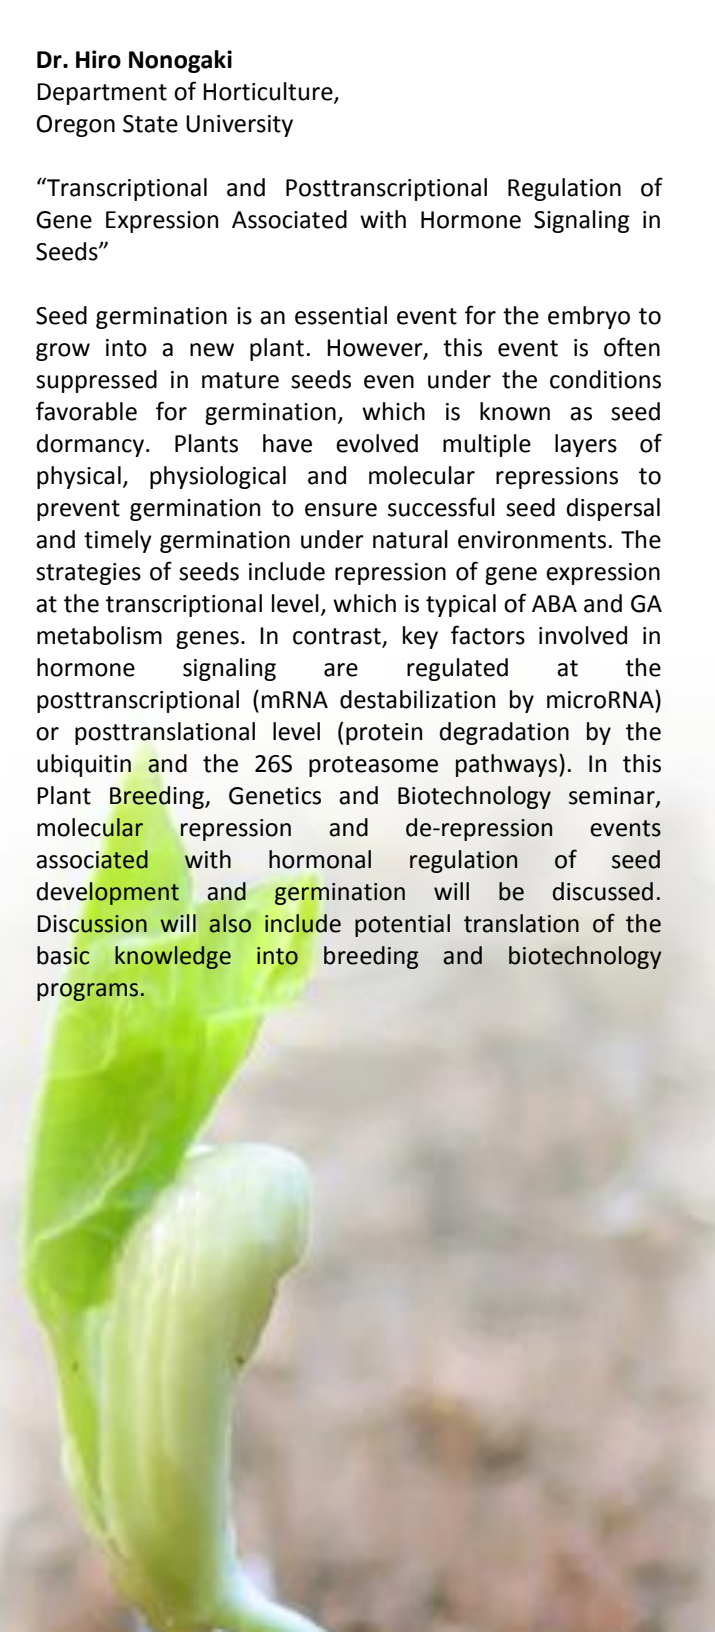 Dr. Hiro Nonogaki
Department of Horticulture,
Oregon State University
“Transcriptional and Posttranscriptional Regulation of
Gene Expression Associated with Hormone Signaling in
Seeds”
Seed germination is an essential event for the embryo to
grow into a new plant. However, this event is often
suppressed in mature seeds even under the conditions
favorable for germination, which is known as seed
dormancy. Plants have evolved multiple layers of
physical, physiological and molecular repressions to
prevent germination to ensure successful seed dispersal
and timely germination under natural environments. The
strategies of seeds include repression of gene expression
at the transcriptional level, which is typical of ABA and GA
metabolism genes. In contrast, key factors involved in
hormone signaling are regulated at the
posttranscriptional (mRNA destabilization by microRNA)
or posttranslational level (protein degradation by the
ubiquitin and the 26S proteasome pathways). In this
Plant Breeding, Genetics and Biotechnology seminar,
molecular repression and de-repression events
associated with hormonal regulation of seed
development and germination will be discussed.
Discussion will also include potential translation of the
basic knowledge into breeding and biotechnology
programs.